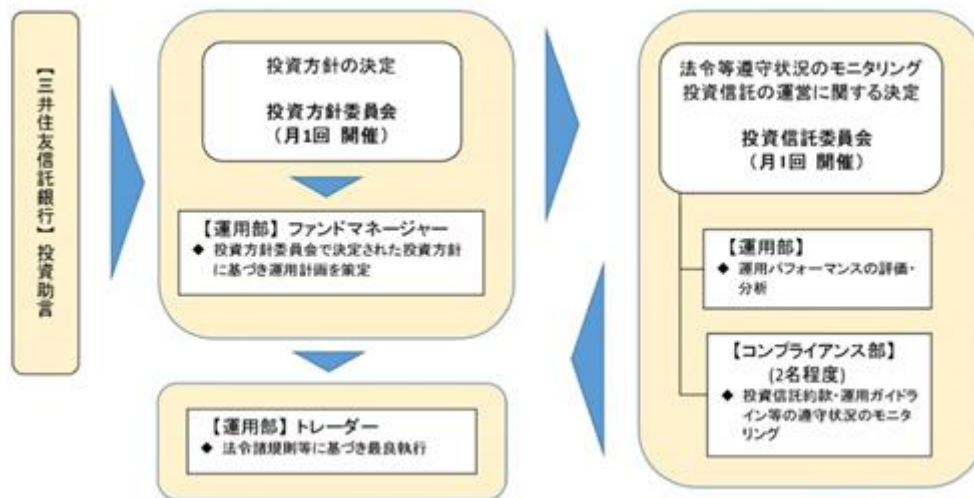 【三井住友信託銀行】投資助言
投資方針の決定
投資方針委員会
（月1回 開催）
【運用部】ファンドマネージャー
◆ 投資方針委員会で決定された投資方針
に基づき運用計画を策定
【運用部】トレーダー
◆ 法令諸規則等に基づき最良執行
法令等遵守状況のモニタリング
投資信託の運営に関する決定
投資信託委員会
（月1回 開催）
【運用部】
◆ 運用パフォーマンスの評価・
分析
【コンプライアンス部】
(2名程度)
◆ 投資信託約款・運用ガイドラ
イン等の遵守状況のモニタ
リング